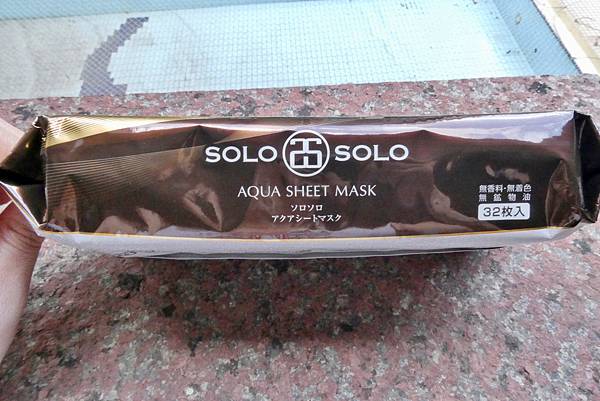 SOLO SOLO
AQUA SHEET MASK
ソロソロ
アクアシートマスク
無香料・無着色
無鉱物油
32枚入